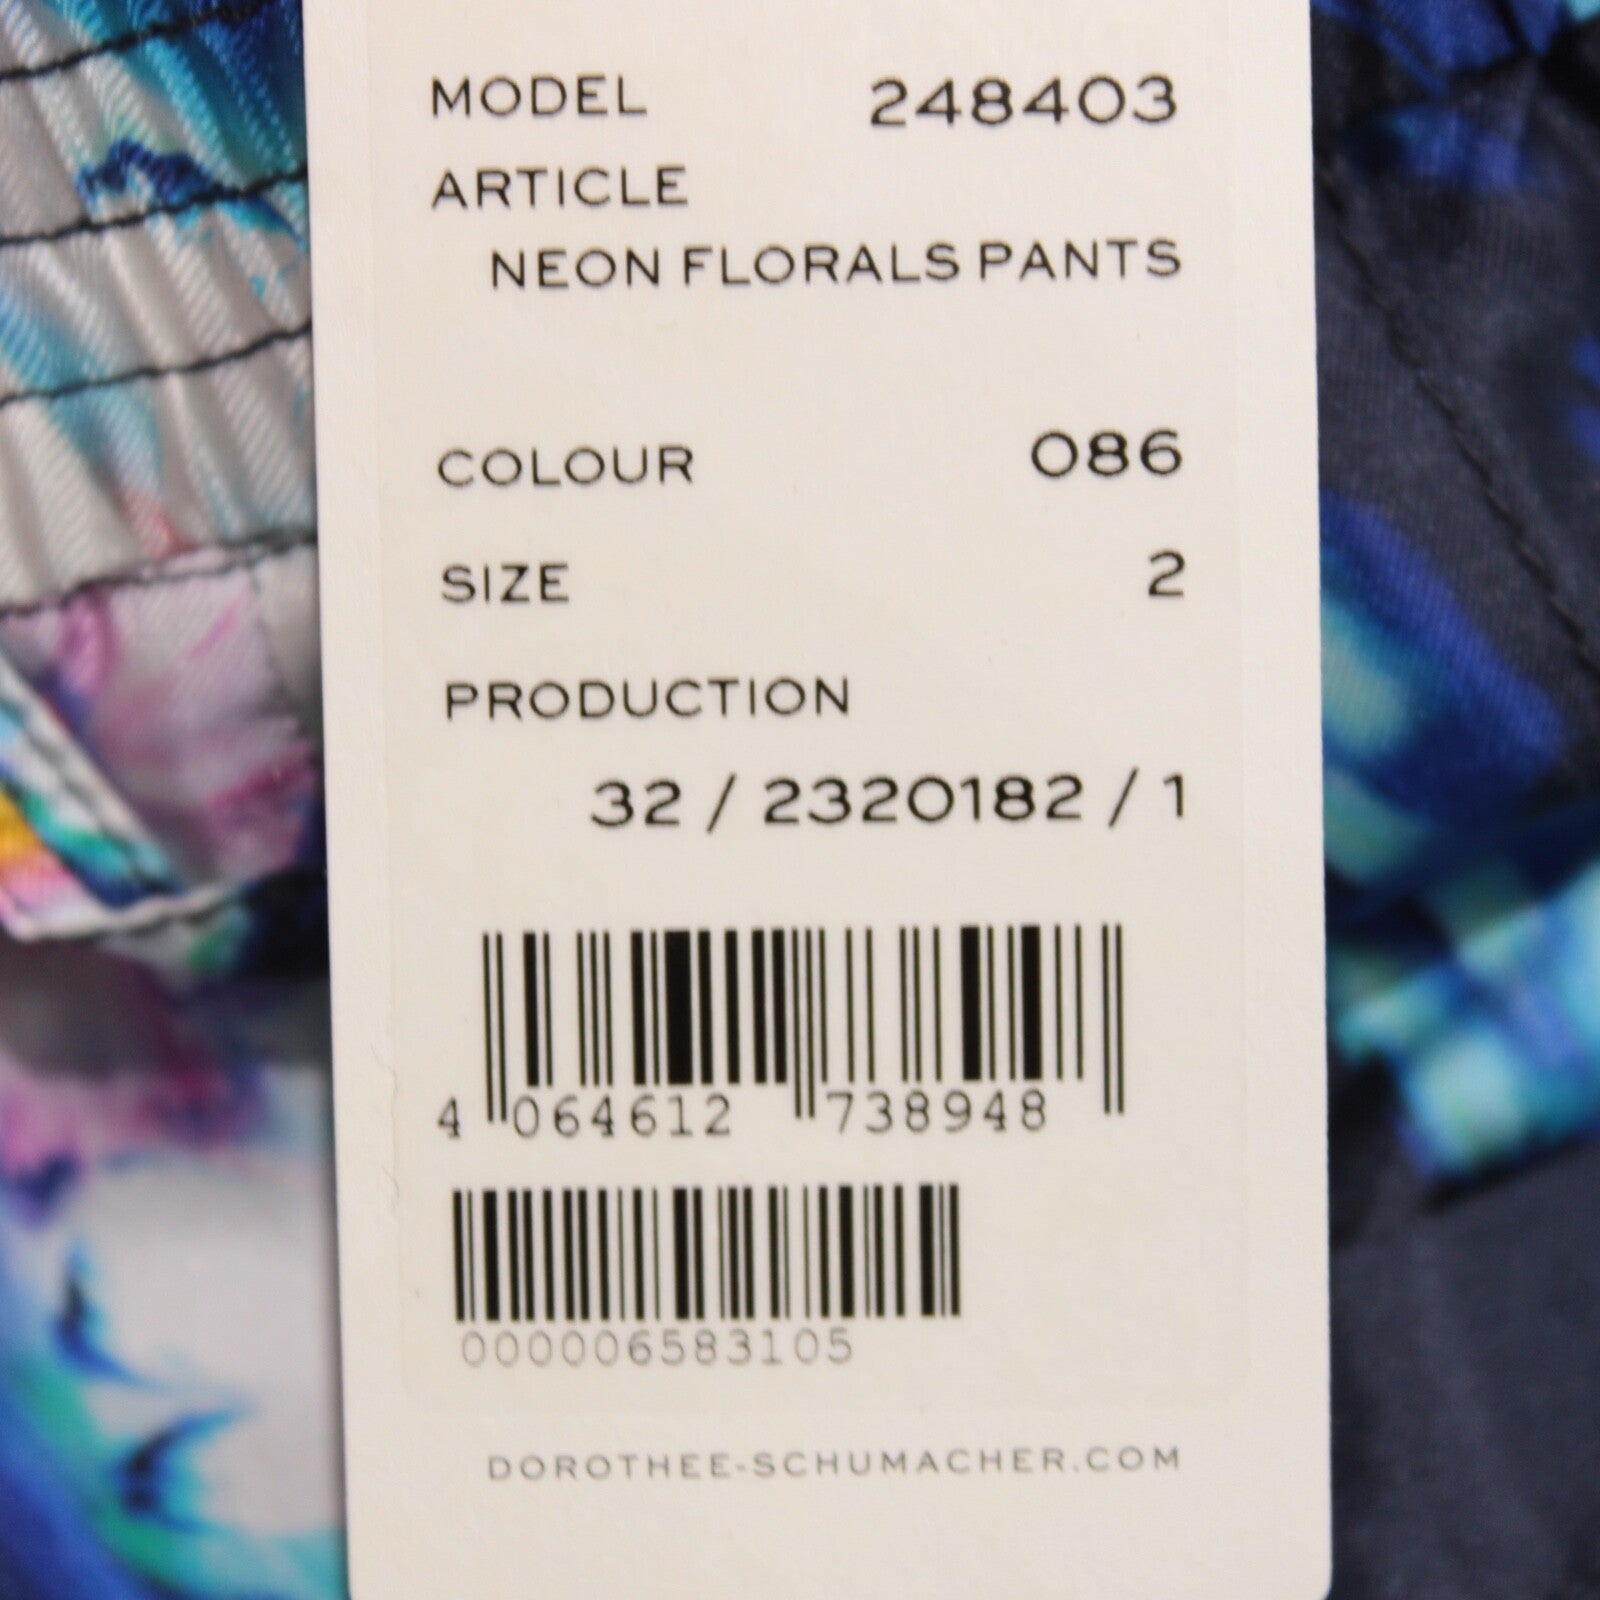 MODEL 248403
ARTICLE
NEON FLORALS PANTS
COLOUR 086
SIZE 2
PRODUCTION
32 / 2320182 / 1
4 064612 738948
000006583105
DOROTHEE-SCHUMACHER.COM